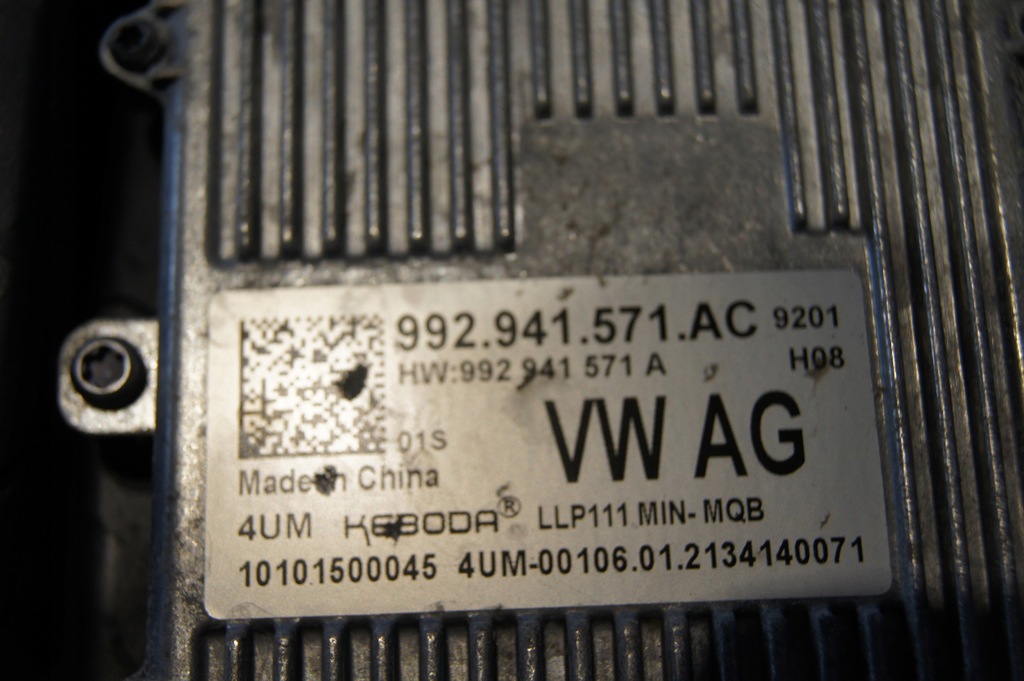 992.941.571.AC 9201
HW:992 941 571 A H08
VW AG
01S
Made in China
4UM KEBODA® LLP111 MIN-MQB
10101500045 4UM-00106.01.2134140071